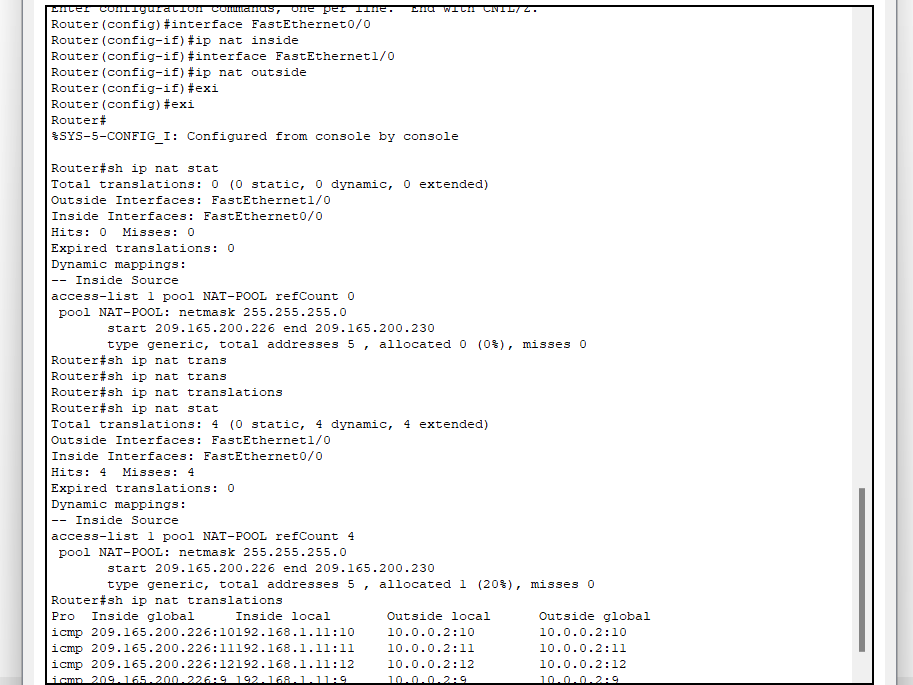 Enter configuration commands, one per line.  End with CNTL/Z.
Router(config)#interface FastEthernet0/0
Router(config-if)#ip nat inside
Router(config-if)#interface FastEthernet1/0
Router(config-if)#ip nat outside
Router(config-if)#exi
Router(config)#exi
Router#
%SYS-5-CONFIG_I: Configured from console by console
Router#sh ip nat stat
Total translations: 0 (0 static, 0 dynamic, 0 extended)
Outside Interfaces: FastEthernet1/0
Inside Interfaces: FastEthernet0/0
Hits: 0  Misses: 0
Expired translations: 0
Dynamic mappings:
-- Inside Source
access-list 1 pool NAT-POOL refCount 0
 pool NAT-POOL: netmask 255.255.255.0
       start 209.165.200.226 end 209.165.200.230
       type generic, total addresses 5 , allocated 0 (0%), misses 0
Router#sh ip nat trans
Router#sh ip nat trans
Router#sh ip nat translations
Router#sh ip nat stat
Total translations: 4 (0 static, 4 dynamic, 4 extended)
Outside Interfaces: FastEthernet1/0
Inside Interfaces: FastEthernet0/0
Hits: 4  Misses: 4
Expired translations: 0
Dynamic mappings:
-- Inside Source
access-list 1 pool NAT-POOL refCount 4
 pool NAT-POOL: netmask 255.255.255.0
       start 209.165.200.226 end 209.165.200.230
       type generic, total addresses 5 , allocated 1 (20%), misses 0
Router#sh ip nat translations
Pro  Inside global     Inside local       Outside local      Outside global
icmp 209.165.200.226:10192.168.1.11:10    10.0.0.2:10        10.0.0.2:10
icmp 209.165.200.226:11192.168.1.11:11    10.0.0.2:11        10.0.0.2:11
icmp 209.165.200.226:12192.168.1.11:12    10.0.0.2:12        10.0.0.2:12
icmp 209.165.200.226:9 192.168.1.11:9     10.0.0.2:9         10.0.0.2:9